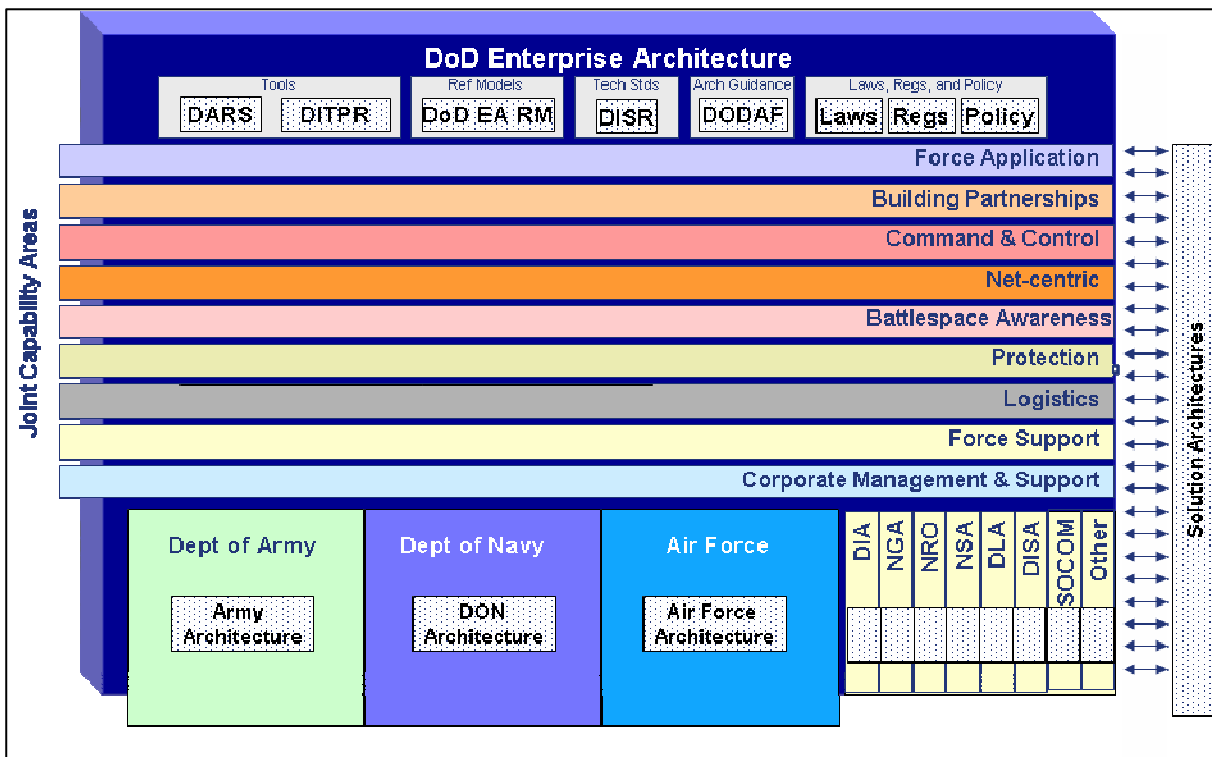 DoD Enterprise Architecture
Tools
DARS
DITPR
Ref Models
DoD EA RM
Tech Stds
DISR
Arch Guidance
DODAF
Laws, Regs, and Policy
Laws
Regs
Policy
Joint Capability Areas
Force Application
Building Partnerships
Command & Control
Net-centric
Battlespace Awareness
Protection
Logistics
Force Support
Corporate Management & Support
Solution Architectures
Dept of Army
Army
Architecture
Dept of Navy
DON
Architecture
Air Force
Air Force
Architecture
DIA
NGA
NRO
NSA
DLA
DISA
SOCOM
Other